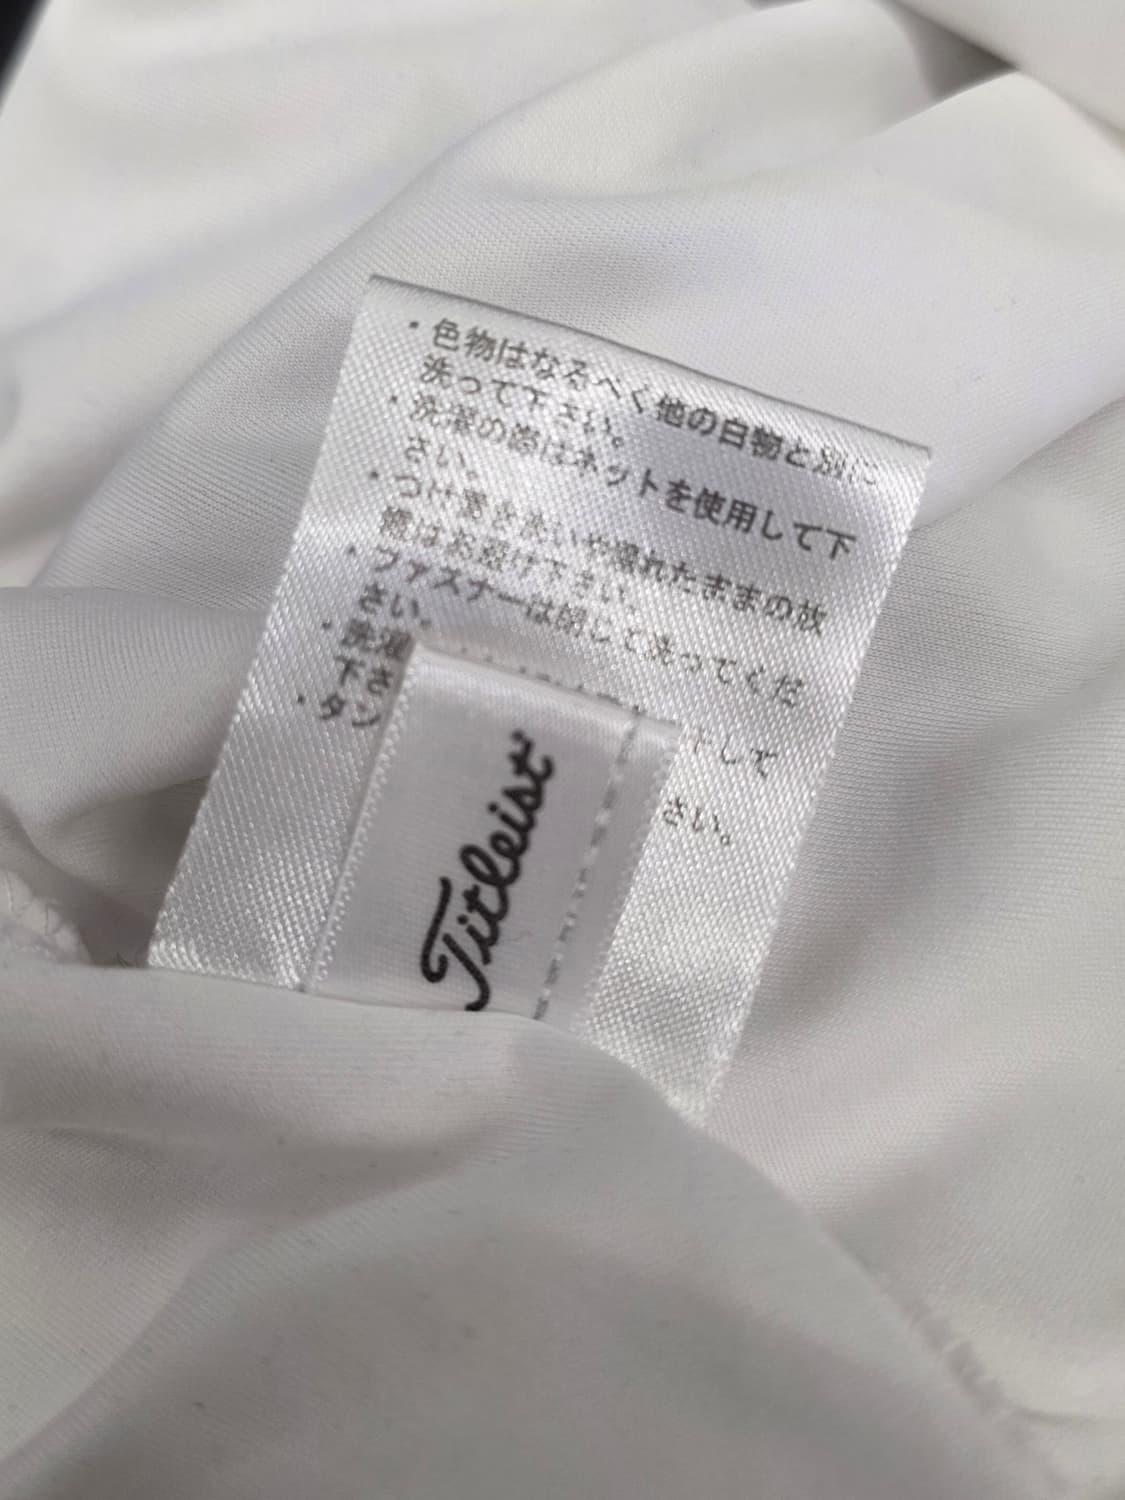 ・色物はなるべく他の白物と別に
洗って下さい。
・洗濯の際はネットを使用して下
さい。
・つけ置き洗いや濡れたままの放
置はお避け下さい。
・ファスナーは閉じて洗ってくだ
さい。
・洗濯 して
下さ
・タン さい。
Titleist